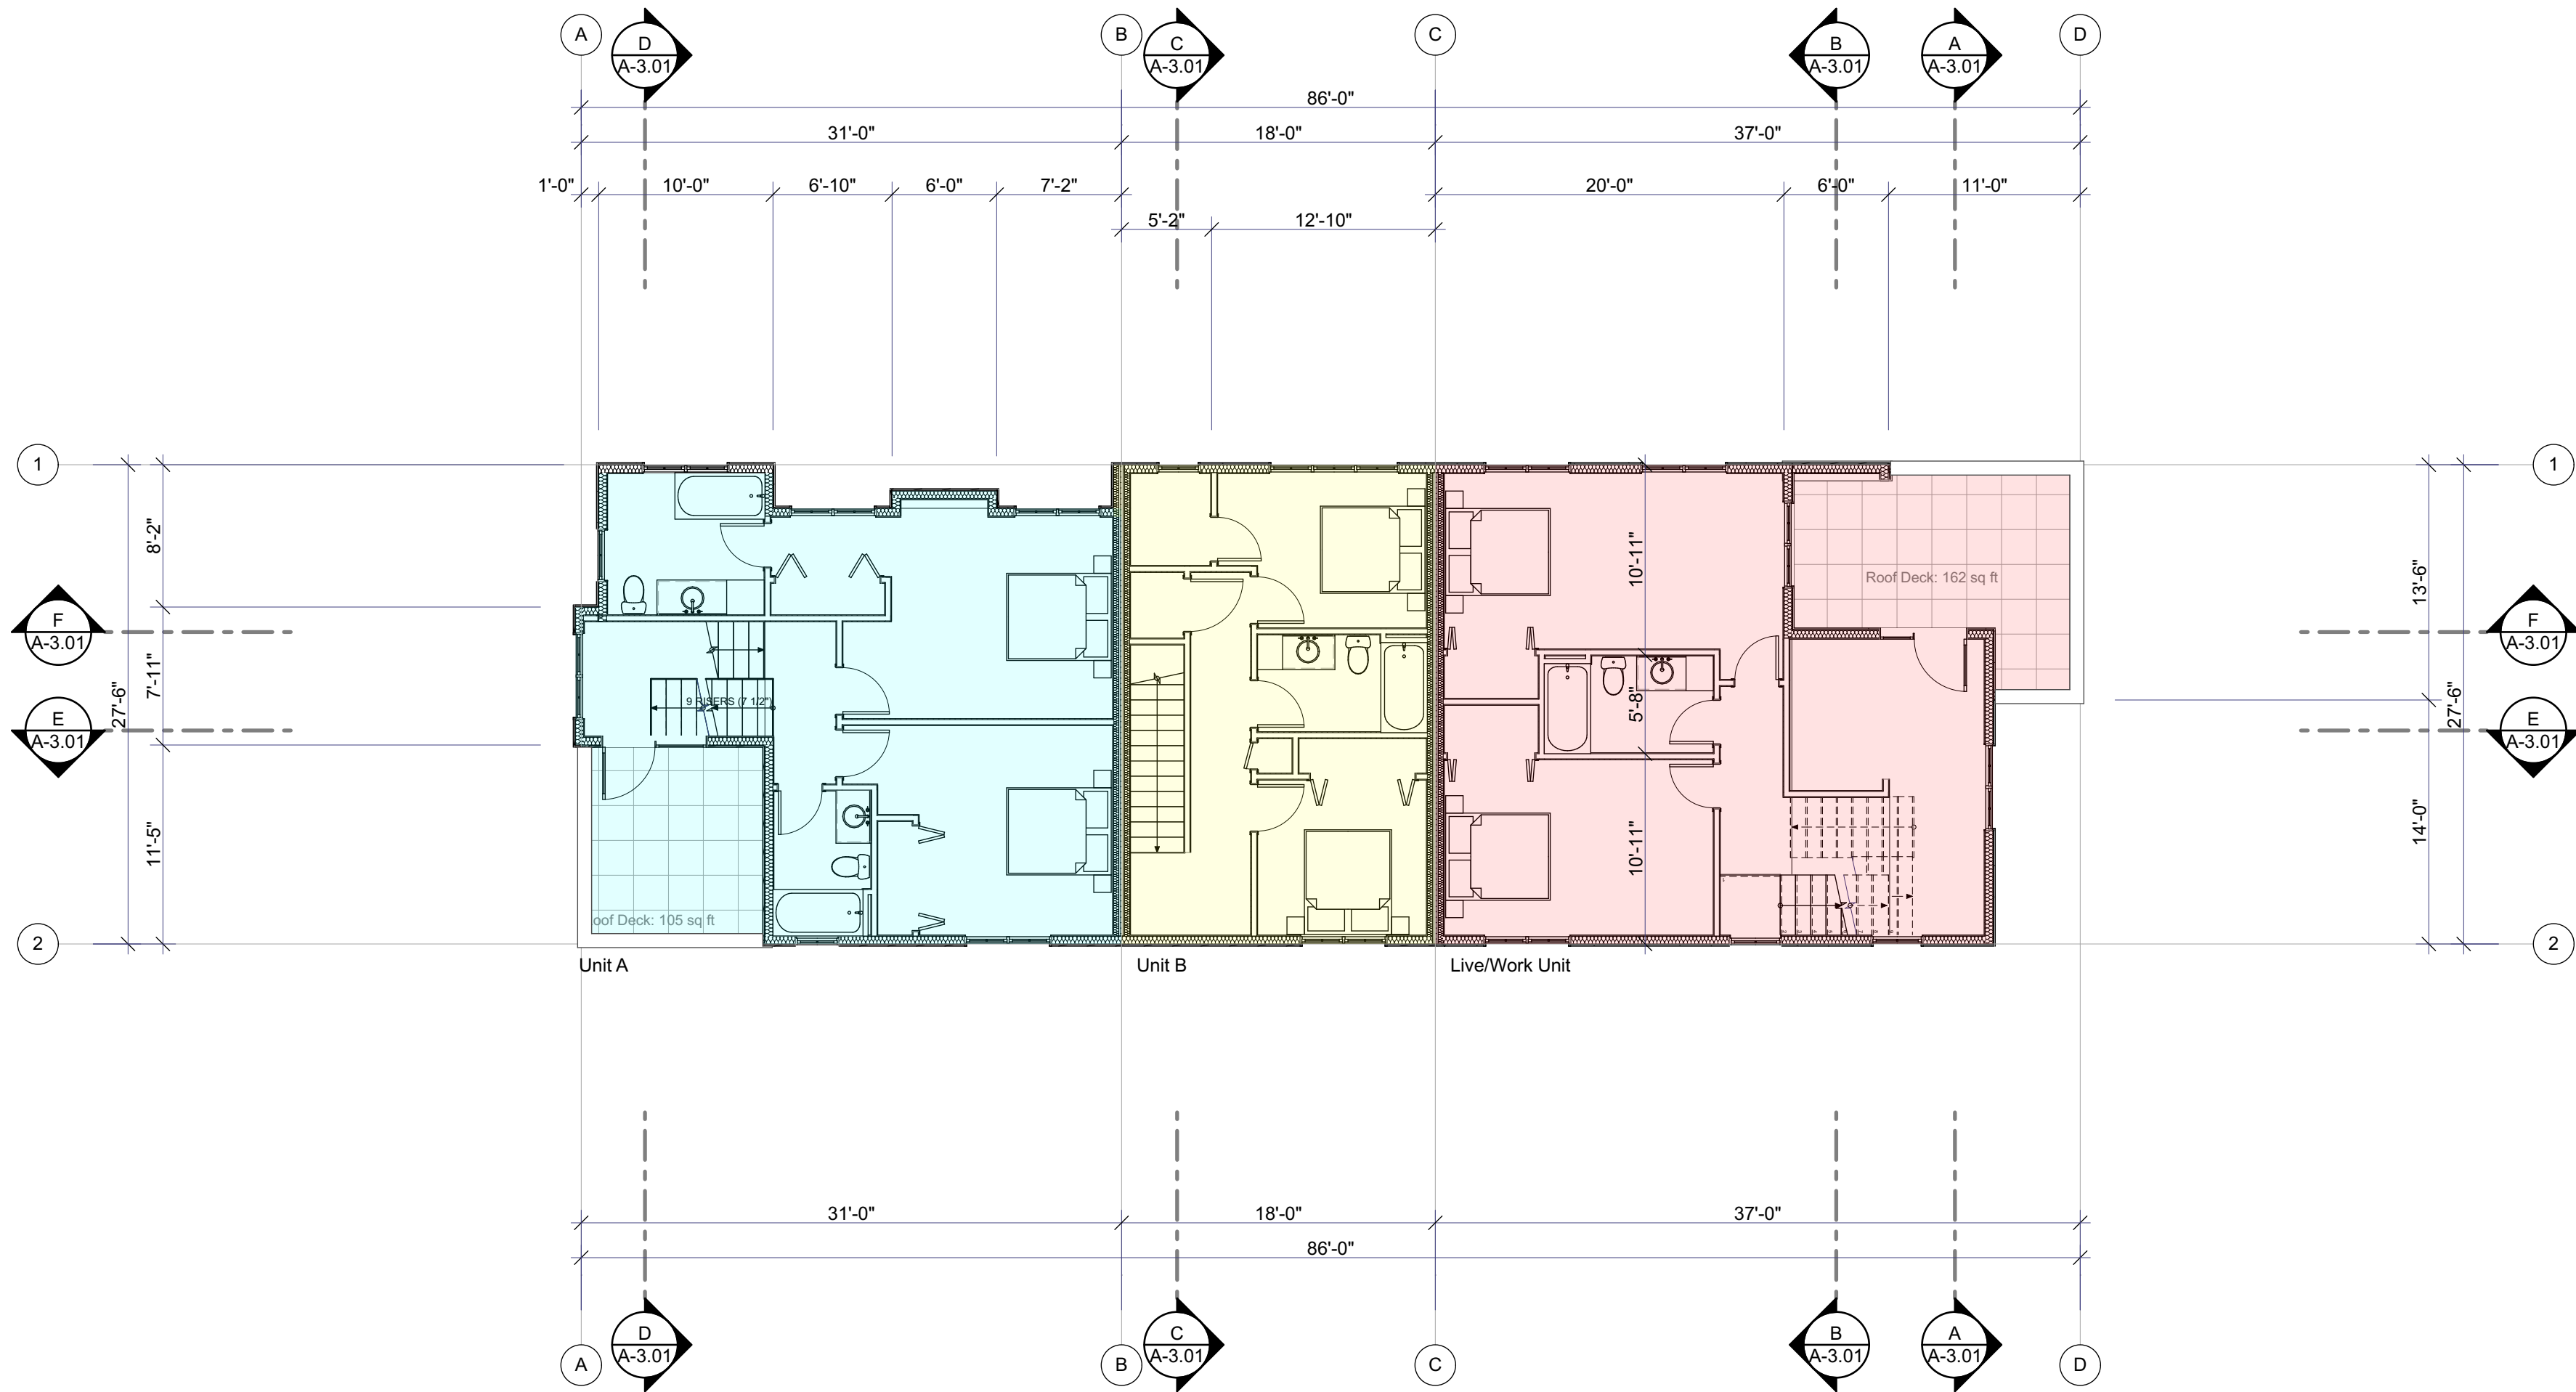 A
D
A-3.01
B
C
A-3.01
C
B
A-3.01
A
A-3.01
D
86'-0"
31'-0"
18'-0"
37'-0"
1'-0"
10'-0"
6'-10"
6'-0"
7'-2"
20'-0"
6'-0"
11'-0"
5'-2"
12'-10"
1
1
8'-2"
10'-11"
13'-6"
Roof Deck: 162 sq ft
F
A-3.01
F
A-3.01
7'-11"
27'-6"
9 RISERS (7 1/2")
5'-8"
27'-6"
E
A-3.01
E
A-3.01
11'-5"
10'-11"
14'-0"
oof Deck: 105 sq ft
2
2
Unit A
Unit B
Live/Work Unit
31'-0"
18'-0"
37'-0"
86'-0"
A
D
A-3.01
B
C
A-3.01
C
B
A-3.01
A
A-3.01
D